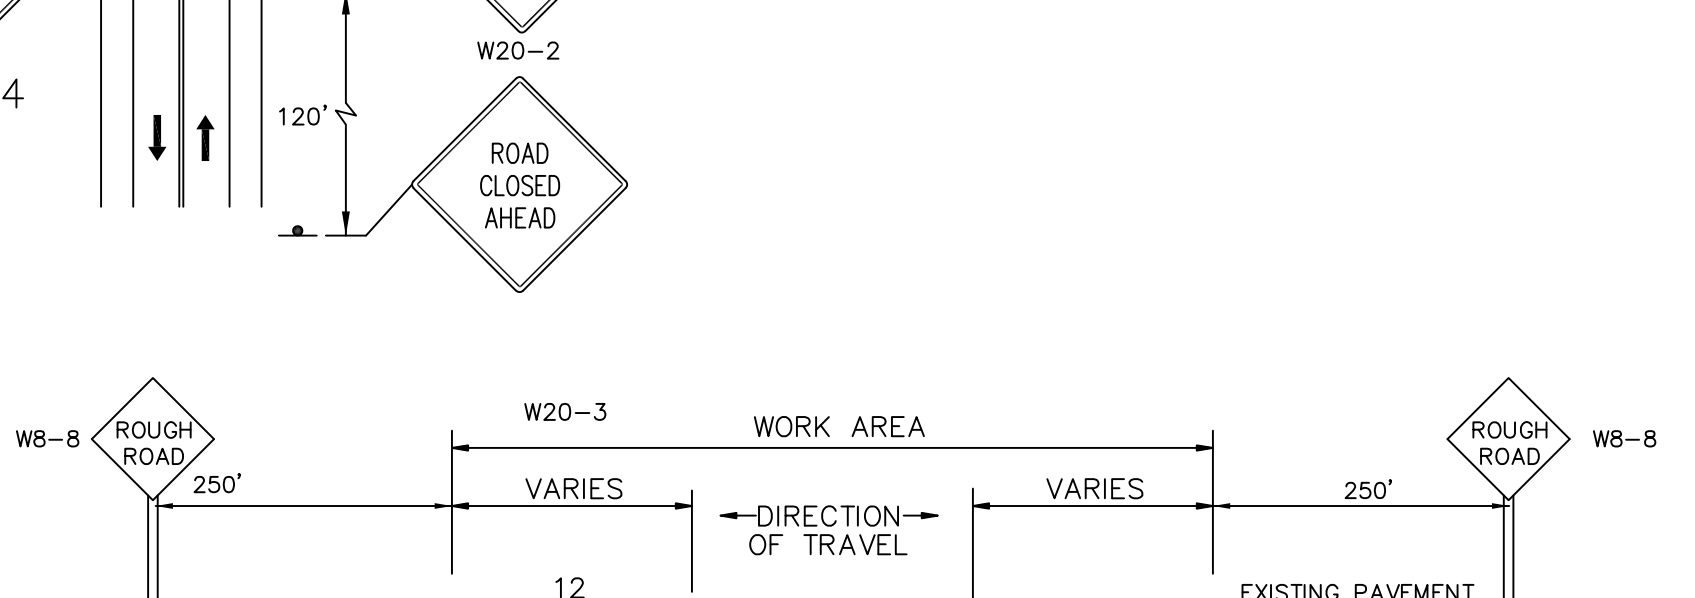 W20-2
4
120'
ROAD
CLOSED
AHEAD
W20-3
WORK AREA
W8-8
ROUGH
ROAD
250'
VARIES
DIRECTION
OF TRAVEL
VARIES
250'
ROUGH
ROAD
W8-8
12
EXISTING PAVEMENT